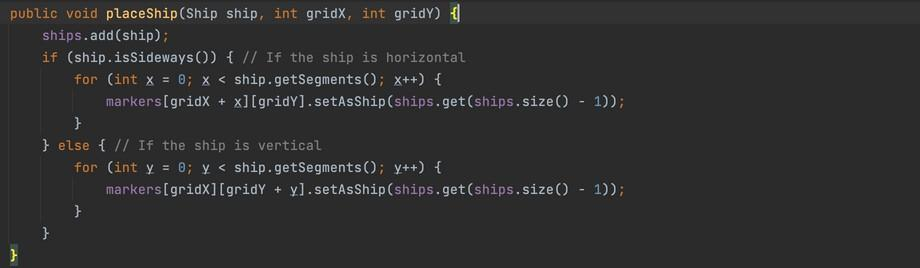 public void placeShip(Ship ship, int gridX, int gridY) {
    ships.add(ship);
    if (ship.isSideways()) { // If the ship is horizontal
        for (int x = 0; x < ship.getSegments(); x++) {
            markers[gridX + x][gridY].setAsShip(ships.get(ships.size() - 1));
        }
    } else { // If the ship is vertical
        for (int y = 0; y < ship.getSegments(); y++) {
            markers[gridX][gridY + y].setAsShip(ships.get(ships.size() - 1));
        }
    }
}